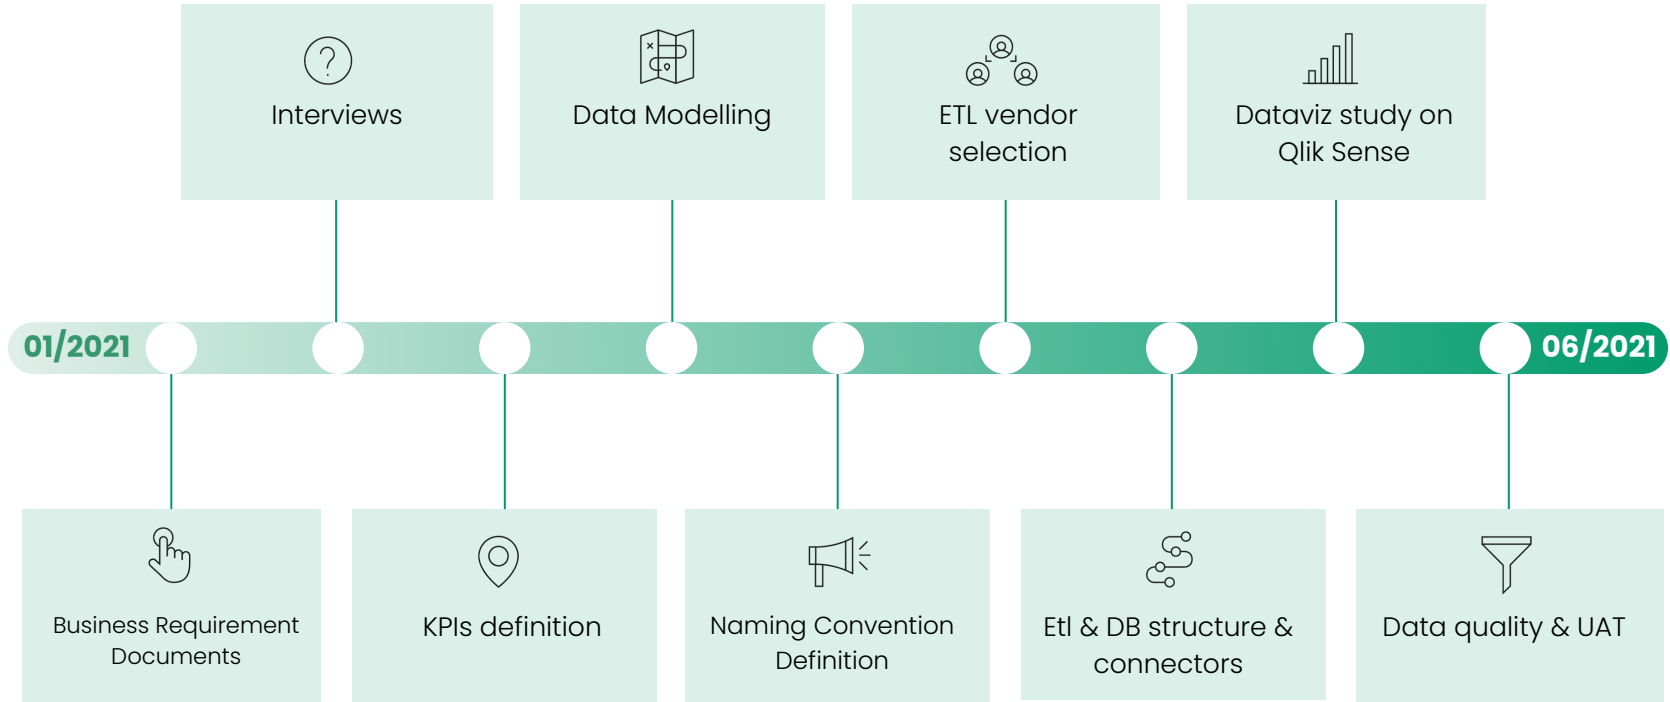 Interviews
Data Modelling
ETL vendor
selection
Dataviz study on
Qlik Sense
01/2021
06/2021
Business Requirement
Documents
KPIs definition
Naming Convention
Definition
Etl & DB structure &
connectors
Data quality & UAT